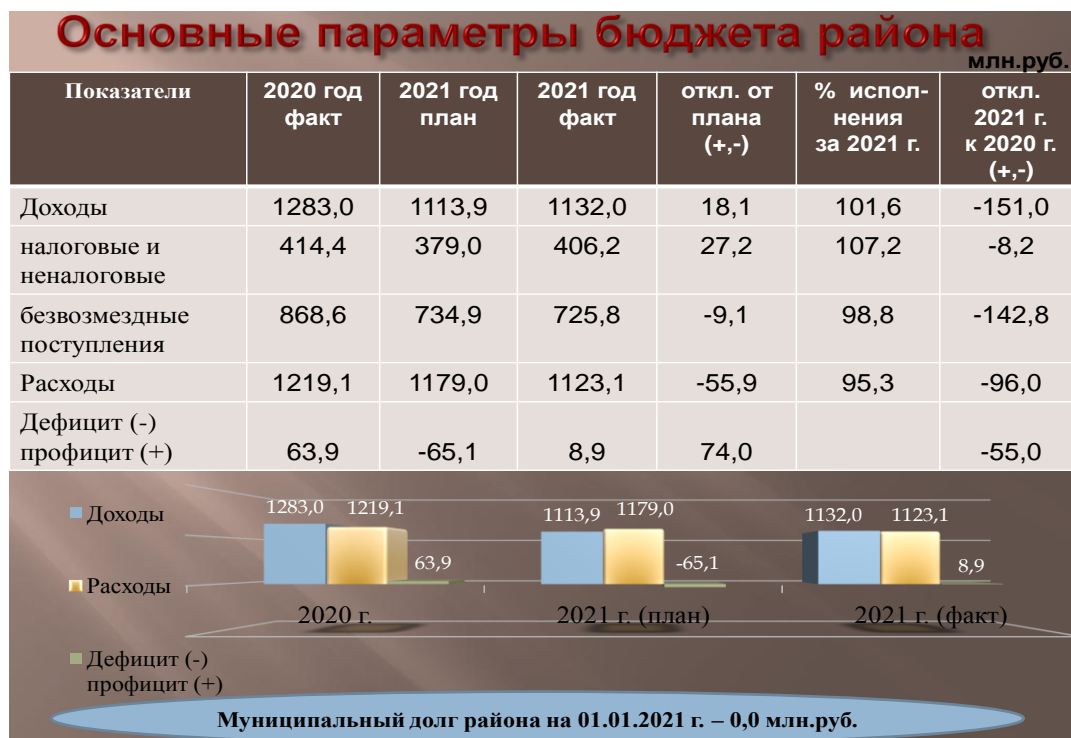 Основные параметры бюджета района
млн.руб.
Показатели 2020 год факт 2021 год план 2021 год факт откл. от плана (+,-) % испол-нения за 2021 г. откл. 2021 г. к 2020 г. (+,-)
Доходы 1283,0 1113,9 1132,0 18,1 101,6 -151,0
налоговые и неналоговые 414,4 379,0 406,2 27,2 107,2 -8,2
безвозмездные поступления 868,6 734,9 725,8 -9,1 98,8 -142,8
Расходы 1219,1 1179,0 1123,1 -55,9 95,3 -96,0
Дефицит (-) профицит (+) 63,9 -65,1 8,9 74,0 -55,0
Доходы
Расходы
Дефицит (-)
профицит (+)
1283,0 1219,1 63,9
1113,9 1179,0 -65,1
1132,0 1123,1 8,9
2020 г. 2021 г. (план) 2021 г. (факт)
Муниципальный долг района на 01.01.2021 г. – 0,0 млн.руб.